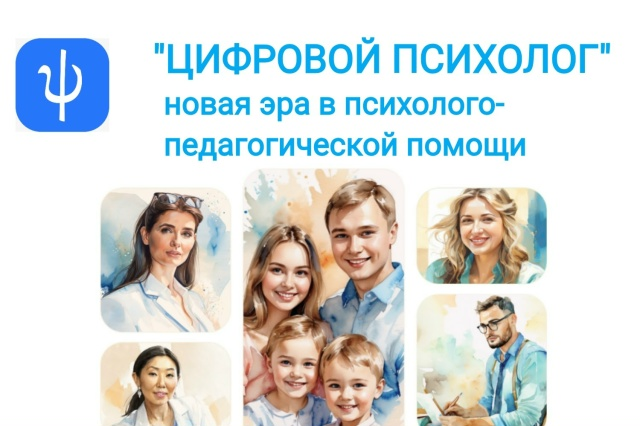 ψ
"ЦИФРОВОЙ ПСИХОЛОГ"
новая эра в психолого-
педагогической помощи